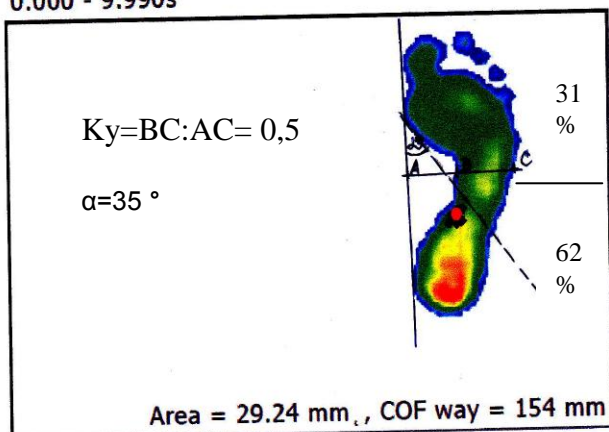 0.000 - 9.990s
Ky=BC:AC= 0,5
α=35 °
31
%
α
A
C
62
%
Area = 29.24 mm , COF way = 154 mm